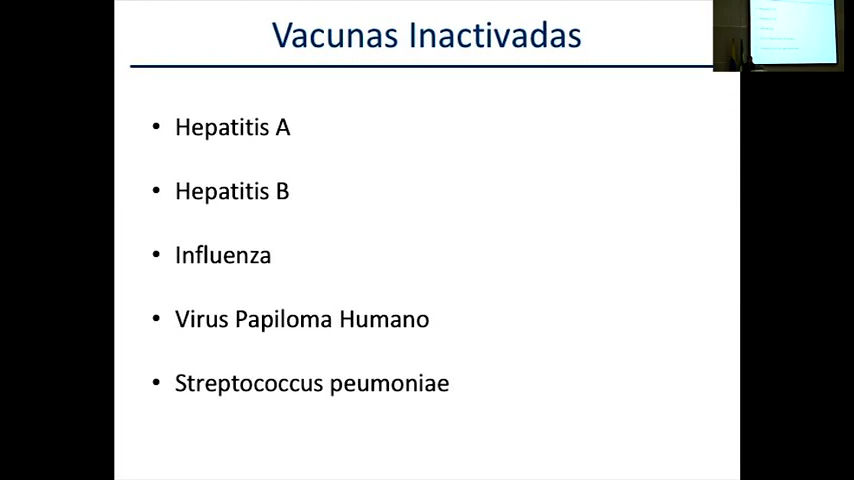 Vacunas Inactivadas
• Hepatitis A
• Hepatitis B
• Influenza
• Virus Papiloma Humano
• Streptococcus peumoniae